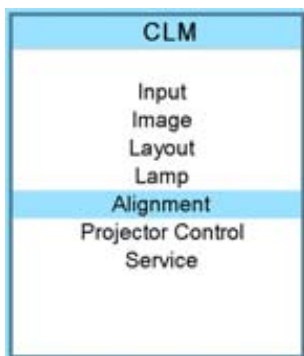 CLM
Input
Image
Layout
Lamp
Alignment
Projector Control
Service